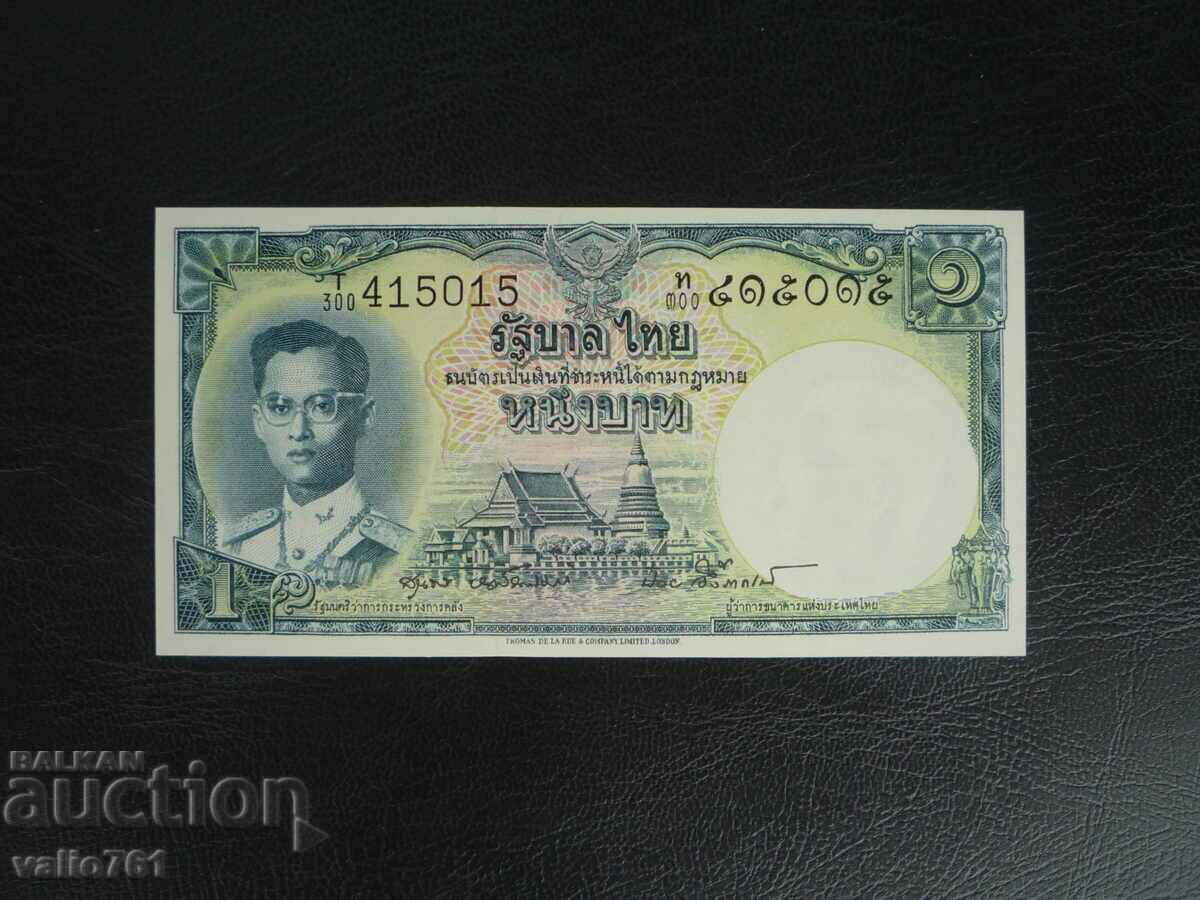 T
300 415015
ท
๓๐๐ ๔๑๕๐๑๕
๑
รัฐบาลไทย
ธนบัตรเป็นเงินที่ชำระหนี้ได้ตามกฎหมาย
หนึ่งบาท
1
รัฐมนตรีว่าการกระทรวงการคลัง
ผู้ว่าการธนาคารแห่งประเทศไทย
THOMAS DE LA RUE & COMPANY LIMITED. LONDON.
BALKAN
auction
vallo761